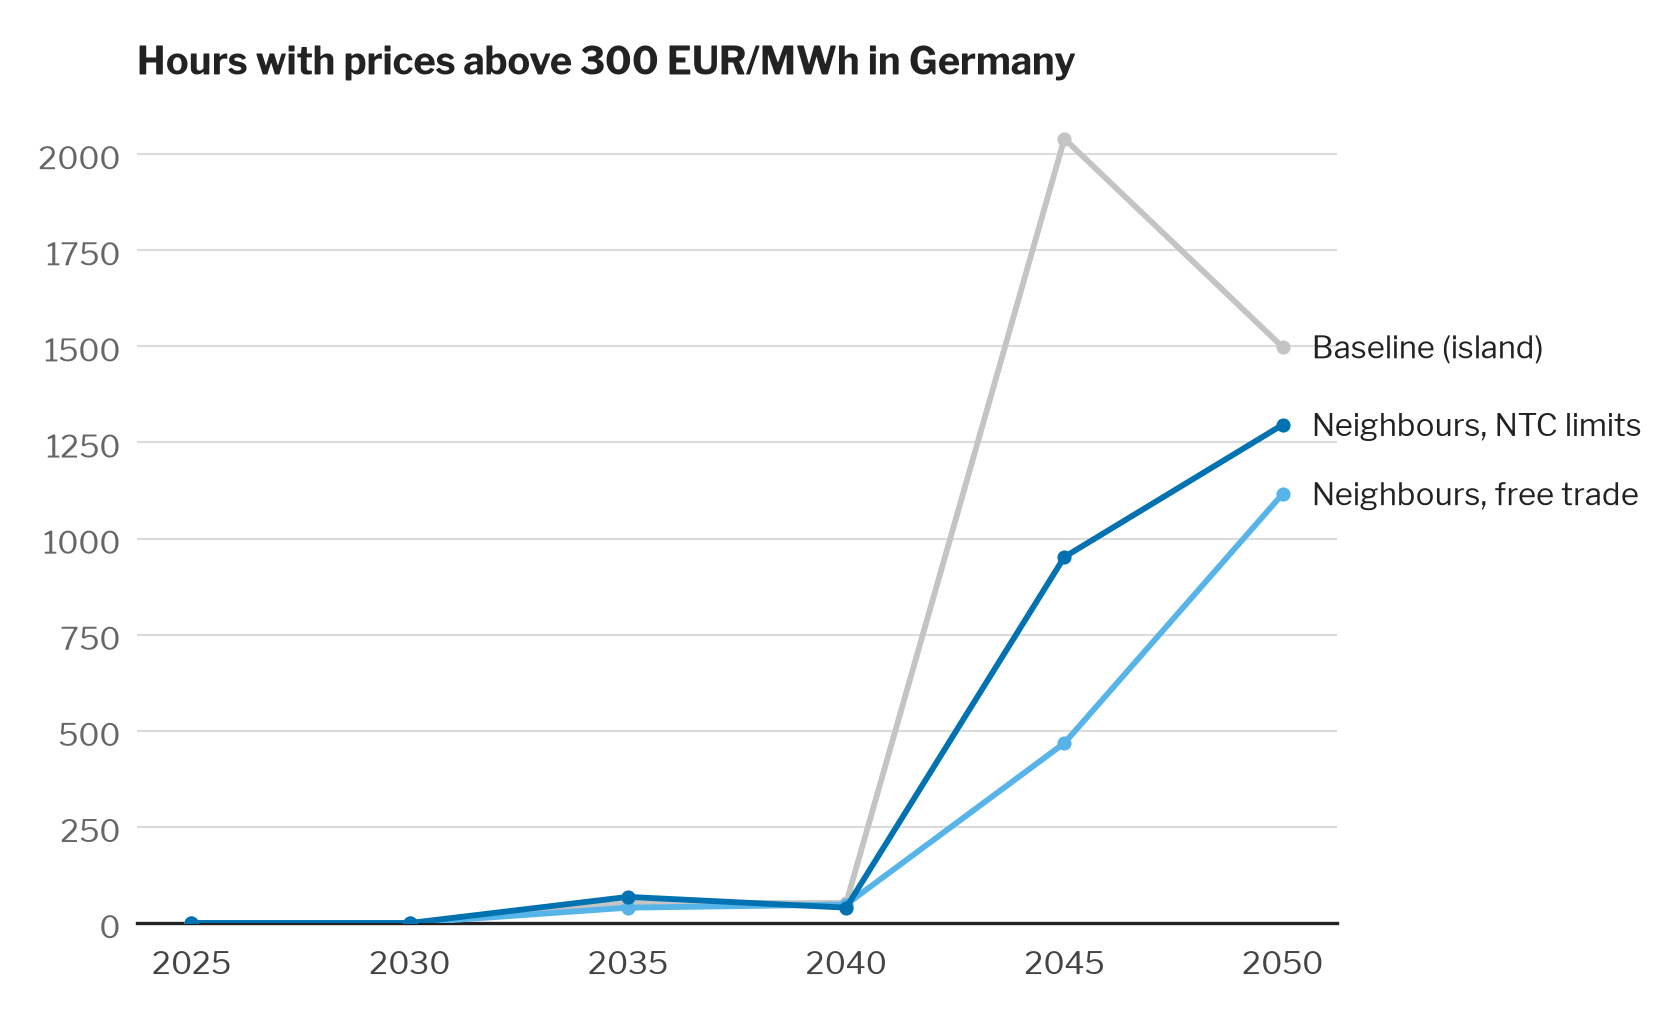 Hours with prices above 300 EUR/MWh in Germany
2000
1750
1500
Baseline (island)
Neighbours, NTC limits
1250
Neighbours, free trade
1000
750
500
250
0
2025 2030 2035 2040 2045 2050